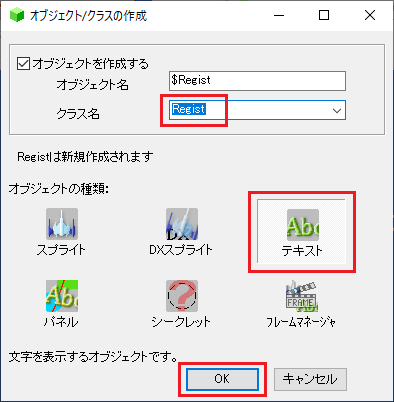 オブジェクト/クラスの作成
オブジェクトを作成する
オブジェクト名 $Regist
クラス名 Regist
Registは新規作成されます
オブジェクトの種類:
スプライト DXスプライト テキスト
パネル シークレット フレームマネージャ
文字を表示するオブジェクトです。
OK キャンセル